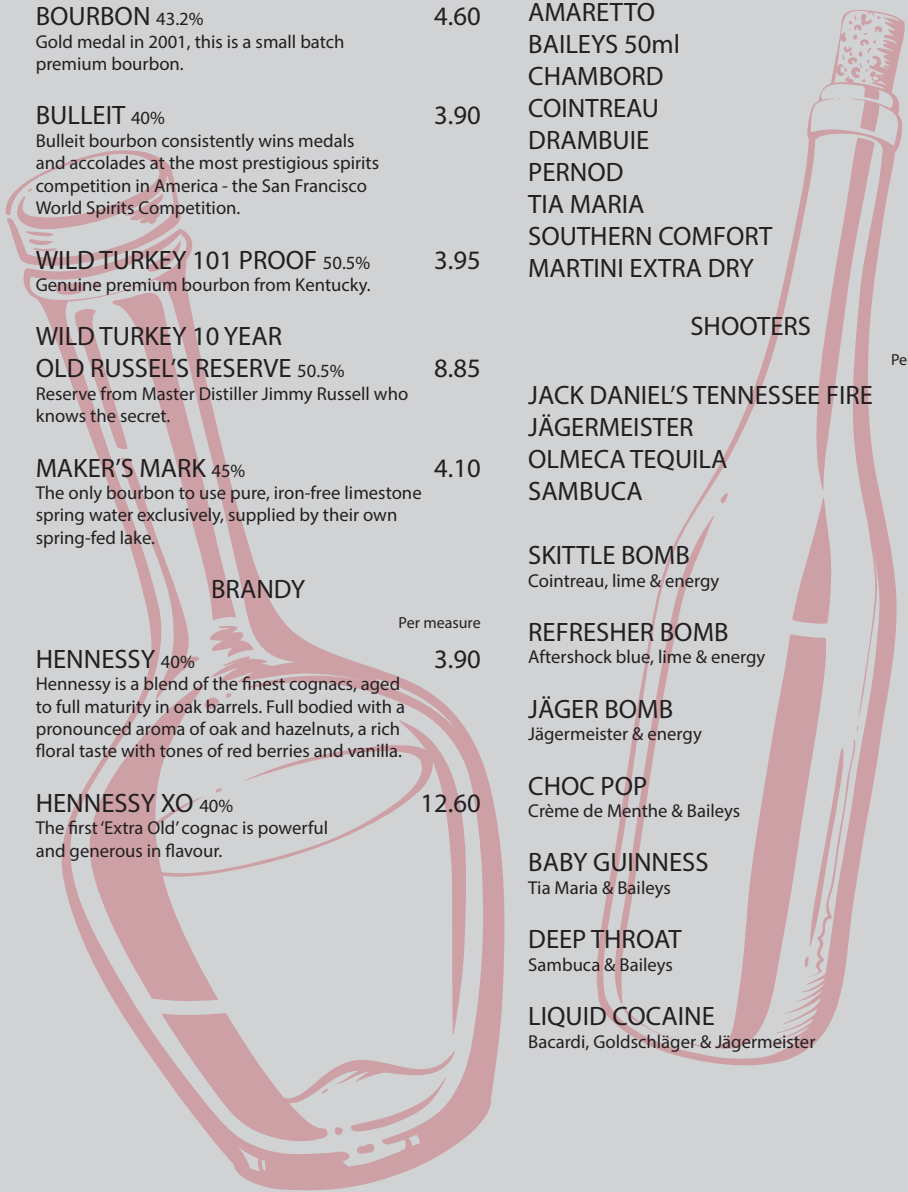 BOURBON 43.2% 4.60
Gold medal in 2001, this is a small batch
premium bourbon.
BULLEIT 40% 3.90
Bulleit bourbon consistently wins medals
and accolades at the most prestigious spirits
competition in America - the San Francisco
World Spirits Competition.
WILD TURKEY 101 PROOF 50.5% 3.95
Genuine premium bourbon from Kentucky.
WILD TURKEY 10 YEAR
OLD RUSSEL'S RESERVE 50.5% 8.85
Reserve from Master Distiller Jimmy Russell who
knows the secret.
MAKER'S MARK 45% 4.10
The only bourbon to use pure, iron-free limestone
spring water exclusively, supplied by their own
spring-fed lake.
BRANDY
Per measure
HENNESSY 40% 3.90
Hennessy is a blend of the finest cognacs, aged
to full maturity in oak barrels. Full bodied with a
pronounced aroma of oak and hazelnuts, a rich
floral taste with tones of red berries and vanilla.
HENNESSY XO 40% 12.60
The first 'Extra Old' cognac is powerful
and generous in flavour.
AMARETTO
BAILEYS 50ml
CHAMBORD
COINTREAU
DRAMBUIE
PERNOD
TIA MARIA
SOUTHERN COMFORT
MARTINI EXTRA DRY
SHOOTERS
Pe
JACK DANIEL'S TENNESSEE FIRE
JÄGERMEISTER
OLMECA TEQUILA
SAMBUCA
SKITTLE BOMB
Cointreau, lime & energy
REFRESHER BOMB
Aftershock blue, lime & energy
JÄGER BOMB
Jägermeister & energy
CHOC POP
Crème de Menthe & Baileys
BABY GUINNESS
Tia Maria & Baileys
DEEP THROAT
Sambuca & Baileys
LIQUID COCAINE
Bacardi, Goldschläger & Jägermeister